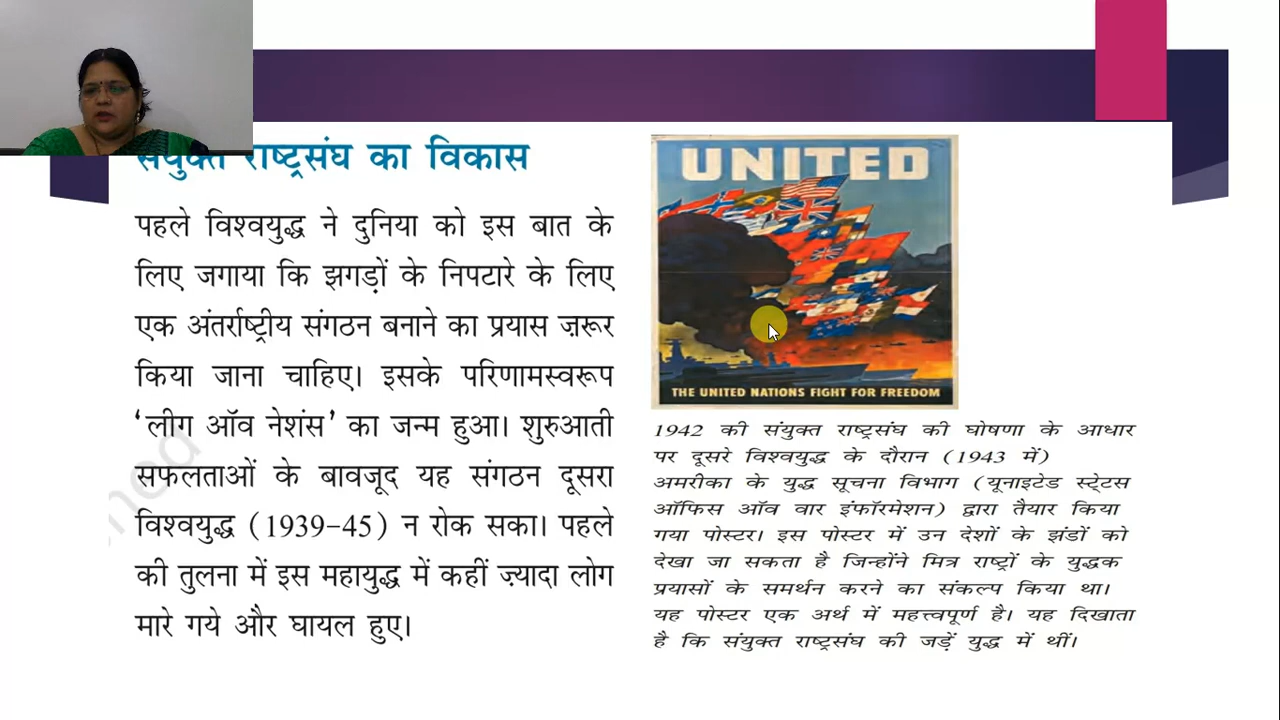 संयुक्त राष्ट्रसंघ का विकास
पहले विश्वयुद्ध ने दुनिया को इस बात के
लिए जगाया कि झगड़ों के निपटारे के लिए
एक अंतर्राष्ट्रीय संगठन बनाने का प्रयास ज़रूर
किया जाना चाहिए। इसके परिणामस्वरूप
‘लीग ऑव नेशंस’ का जन्म हुआ। शुरुआती
सफलताओं के बावजूद यह संगठन दूसरा
विश्वयुद्ध (1939-45) न रोक सका। पहले
की तुलना में इस महायुद्ध में कहीं ज़्यादा लोग
मारे गये और घायल हुए।
UNITED
THE UNITED NATIONS FIGHT FOR FREEDOM
1942 की संयुक्त राष्ट्रसंघ की घोषणा के आधार
पर दूसरे विश्वयुद्ध के दौरान (1943 में)
अमरीका के युद्ध सूचना विभाग (यूनाइटेड स्टे्टस
ऑफिस ऑव वार इंफॉरमेशन) द्वारा तैयार किया
गया पोस्टर। इस पोस्टर में उन देशों के झंडों को
देखा जा सकता है जिन्होंने मित्र राष्ट्रों के युद्धक
प्रयासों के समर्थन करने का संकल्प किया था।
यह पोस्टर एक अर्थ में महत्त्वपूर्ण है। यह दिखाता
है कि संयुक्त राष्ट्रसंघ की जड़ें युद्ध में थीं।